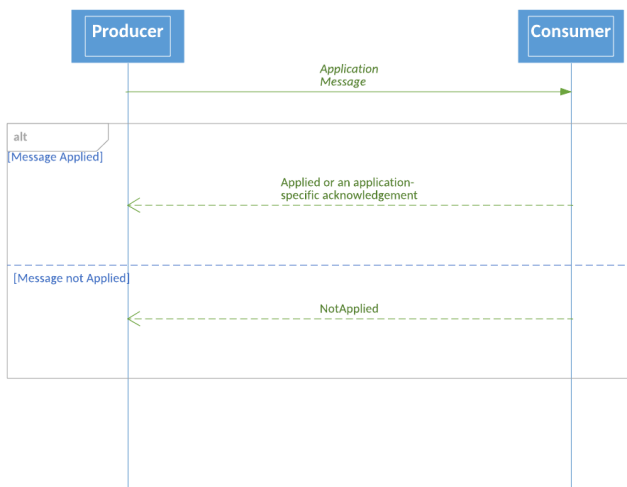 Producer
Consumer
Application
Message
alt
[Message Applied]
Applied or an application-
specific acknowledgement
[Message not Applied]
NotApplied